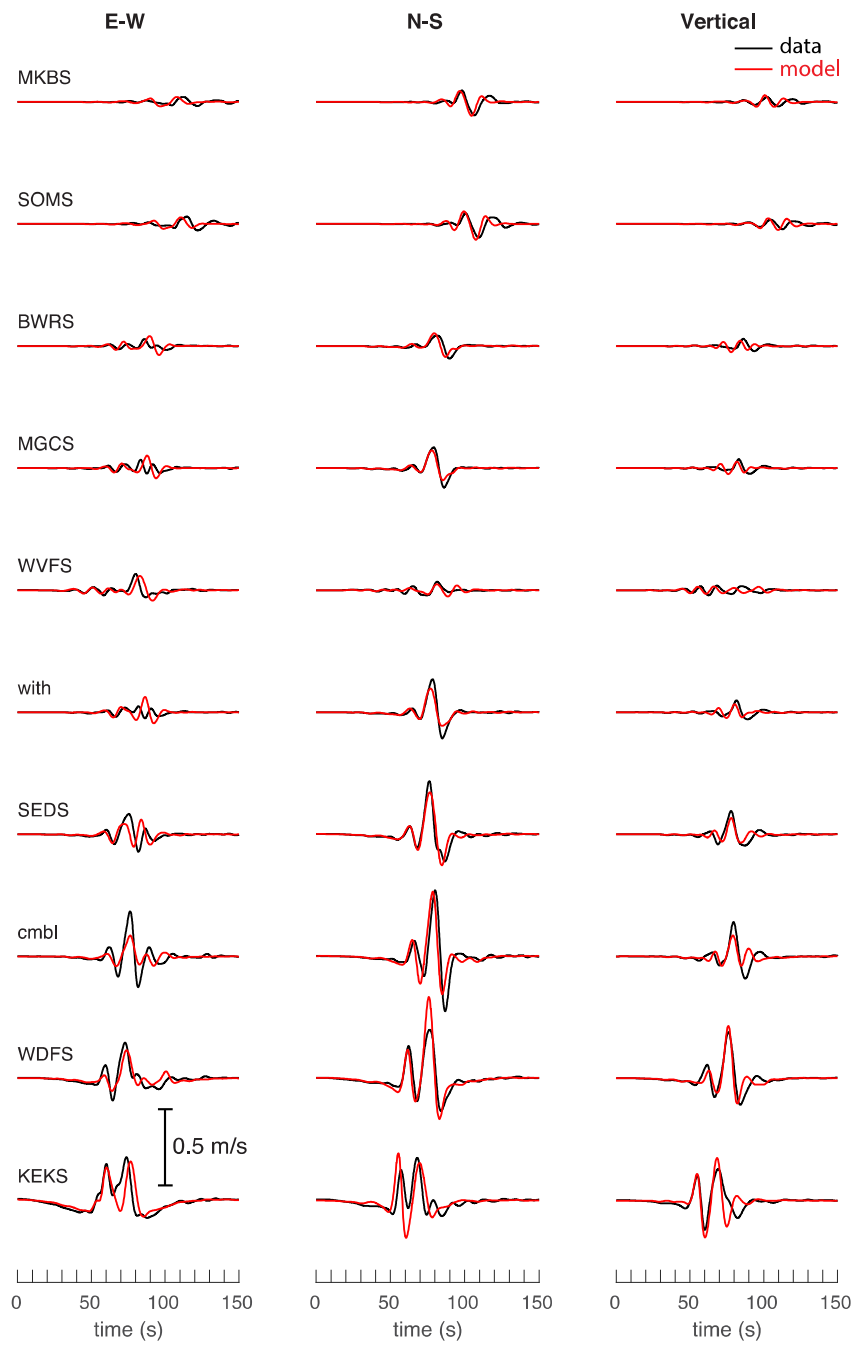 E-W N-S Vertical
data
model
MKBS
SOMS
BWRS
MGCS
WVFS
with
SEDS
cmbl
WDFS
0.5 m/s
KEKS
0 50 100 150 0 50 100 150 0 50 100 150
time (s) time (s) time (s)